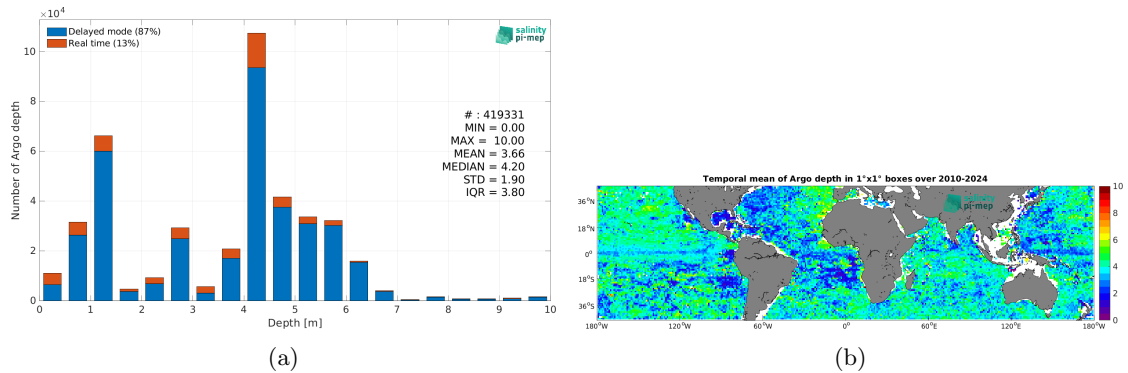 ×10⁴
Delayed mode (87%)
Real time (13%)
salinity
pi-mep
10
8
6
4
2
0
Number of Argo depth
# : 419331
MIN = 0.00
MAX = 10.00
MEAN = 3.66
MEDIAN = 4.20
STD = 1.90
IQR = 3.80
0 1 2 3 4 5 6 7 8 9 10
Depth [m]
(a)
Temporal mean of Argo depth in 1°x1° boxes over 2010-2024
salinity
pi-mep
36°N
18°N
0°
18°S
36°S
180°W 120°W 60°W 0° 60°E 120°E 180°W
10
8
6
4
2
0
(b)